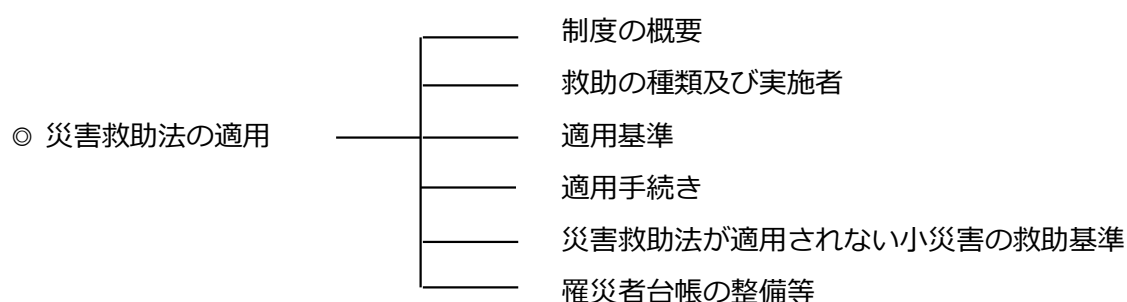 制度の概要
救助の種類及び実施者
◎ 災害救助法の適用
適用基準
適用手続き
災害救助法が適用されない小災害の救助基準
罹災者台帳の整備等